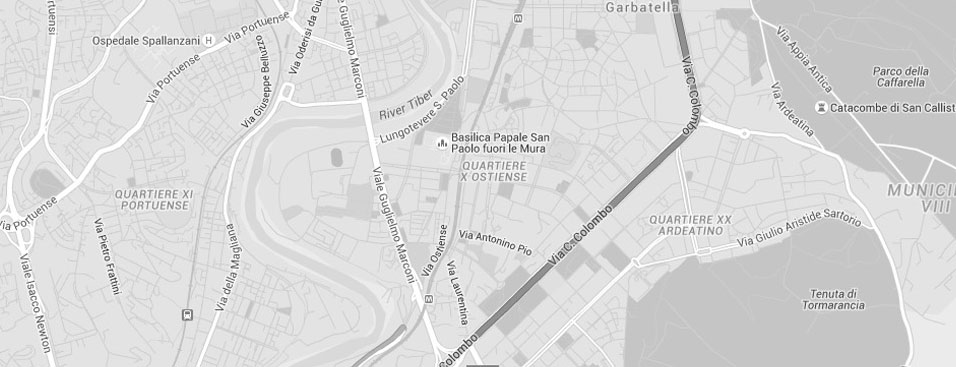 Garbatella
Ospedale Spallanzani H
Via Portuense
Via Portuensi
Via Oderisi da Gu
Via Giuseppe Belluzzo
Viale Guglielmo Marconi
River Tiber
Lungotevere S. Paolo
S
Via C. Colombo
Via Appia Antica
Via Ardeatina
Parco della
Caffarella
Catacombe di San Callist
Via Portuense
Basilica Papale San
Paolo fuori le Mura
QUARTIERE
X OSTIENSE
QUARTIERE XI
PORTUENSE
Via Portuense
Via Pietro Frattini
Viale Isacco Newton
Via della Magliana
Viale Guglielmo Marconi
Via Ostiense
Via Laurentina
Via Antonino Pio
Via C. Colombo
QUARTIERE XX
ARDEATINO
Via Giulio Aristide Sartorio
MUNICI
VIII
Tenuta di
Tormarancia
S
Colombo